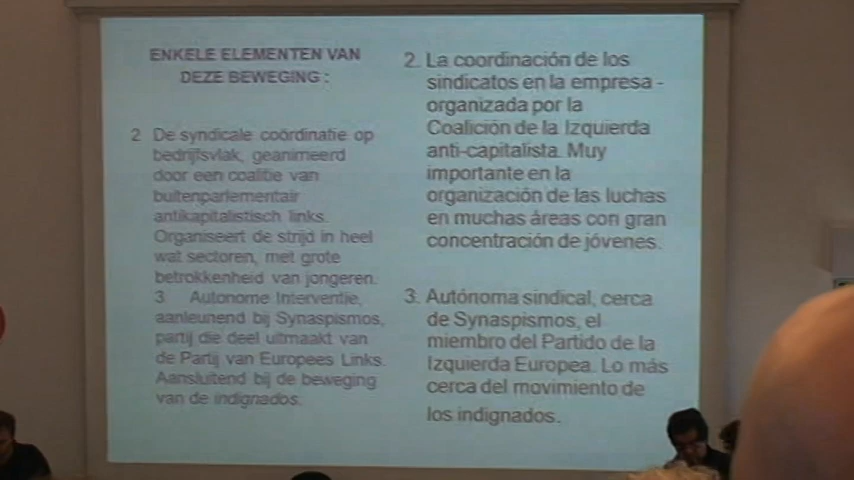 ENKELE ELEMENTEN VAN
DEZE BEWEGING :
2 De syndicale coördinatie op
bedrijfsvlak, geanimeerd
door een coalitie van
buitenparlementair
antikapitalistisch links.
Organiseert de strijd in heel
wat sectoren, met grote
betrokkenheid van jongeren.
3 Autonome Interventie,
aanleunend bij Synaspismos,
partij die deel uitmaakt van
de Partij van Europees Links.
Aansluitend bij de beweging
van de indignados.
2. La coordinación de los
sindicatos en la empresa -
organizada por la
Coalición de la Izquierda
anti-capitalista. Muy
importante en la
organización de las luchas
en muchas áreas con gran
concentración de jóvenes.
3. Autónoma sindical, cerca
de Synaspismos, el
miembro del Partido de la
Izquierda Europea. Lo más
cerca del movimiento de
los indignados.